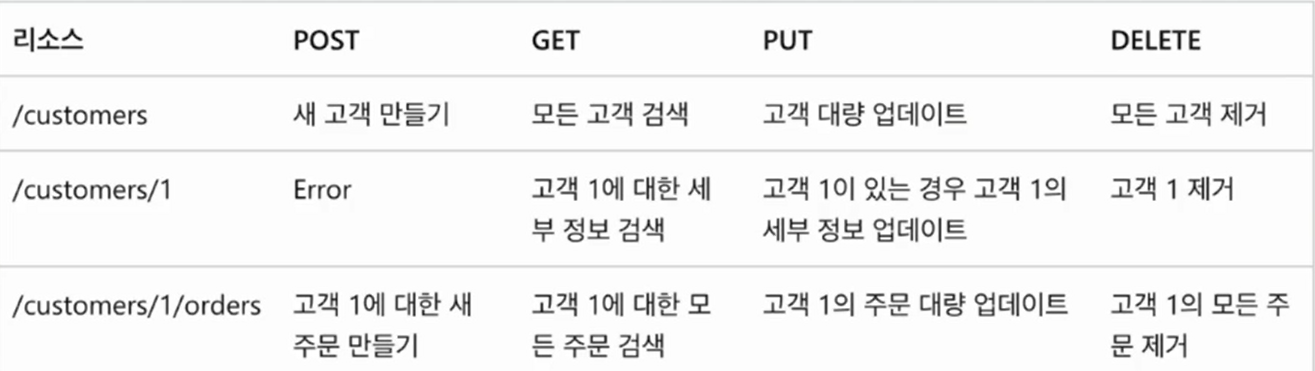 리소스 POST GET PUT DELETE
/customers 새 고객 만들기 모든 고객 검색 고객 대량 업데이트 모든 고객 제거
/customers/1 Error 고객 1에 대한 세 고객 1이 있는 경우 고객 1의 고객 1 제거
부 정보 검색 세부 정보 업데이트
/customers/1/orders 고객 1에 대한 새 고객 1에 대한 모 고객 1의 주문 대량 업데이트 고객 1의 모든 주
주문 만들기 든 주문 검색 문 제거